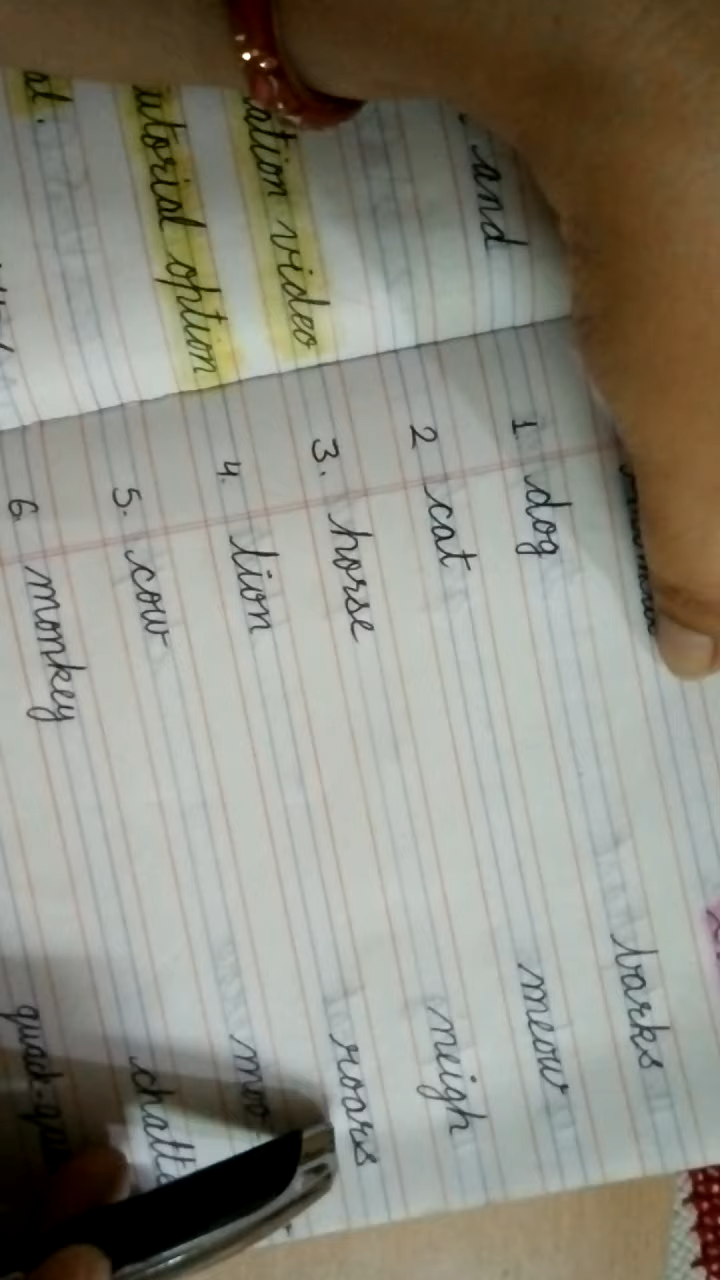 and
ation video
utorial option
at.
1 dog barks
2 cat meow
3. horse neigh
4. lion roars
5. cow moo
6. monkey